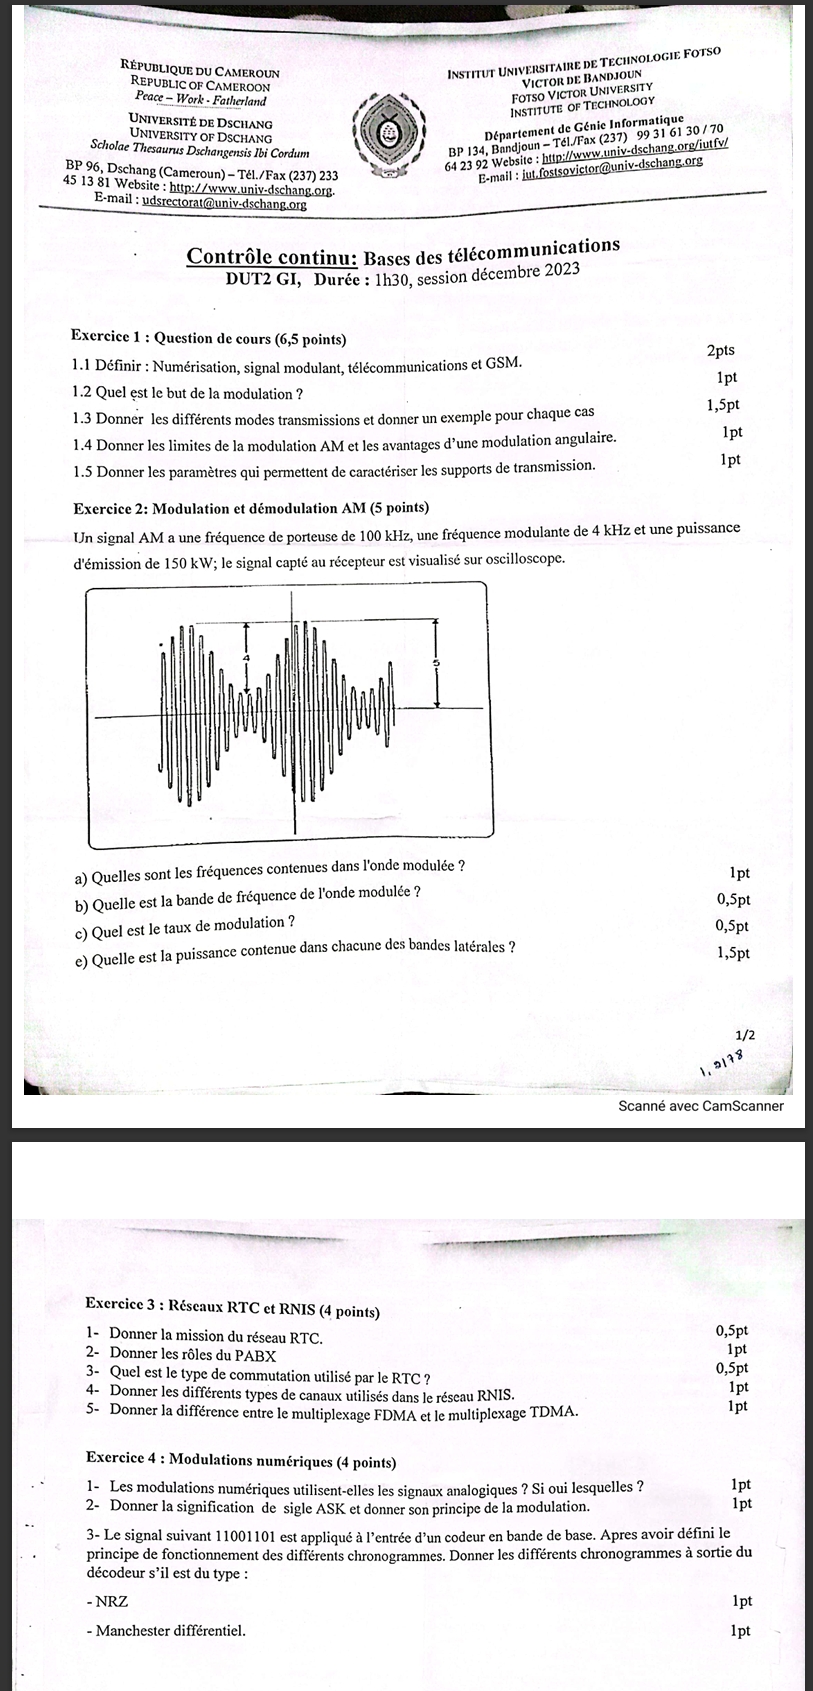 RÉPUBLIQUE DU CAMEROUN
REPUBLIC OF CAMEROON
Peace – Work - Fatherland
UNIVERSITÉ DE DSCHANG
UNIVERSITY OF DSCHANG
Scholae Thesaurus Dschangensis Ibi Cordum
BP 96, Dschang (Cameroun) – Tél./Fax (237) 233
45 13 81 Website : http://www.univ-dschang.org.
E-mail : udsrectorat@univ-dschang.org
INSTITUT UNIVERSITAIRE DE TECHNOLOGIE FOTSO
VICTOR DE BANDJOUN
FOTSO VICTOR UNIVERSITY
INSTITUTE OF TECHNOLOGY
Département de Génie Informatique
BP 134, Bandjoun – Tél./Fax (237) 99 31 61 30 / 70
64 23 92 Website : http://www.univ-dschang.org/iutfv/
E-mail : iut.fostsovictor@univ-dschang.org
Contrôle continu: Bases des télécommunications
DUT2 GI, Durée : 1h30, session décembre 2023
Exercice 1 : Question de cours (6,5 points)
1.1 Définir : Numérisation, signal modulant, télécommunications et GSM. 2pts
1.2 Quel est le but de la modulation ? 1pt
1.3 Donner les différents modes transmissions et donner un exemple pour chaque cas 1,5pt
1.4 Donner les limites de la modulation AM et les avantages d'une modulation angulaire. 1pt
1.5 Donner les paramètres qui permettent de caractériser les supports de transmission. 1pt
Exercice 2: Modulation et démodulation AM (5 points)
Un signal AM a une fréquence de porteuse de 100 kHz, une fréquence modulante de 4 kHz et une puissance
d'émission de 150 kW; le signal capté au récepteur est visualisé sur oscilloscope.
4
5
a) Quelles sont les fréquences contenues dans l'onde modulée ? 1pt
b) Quelle est la bande de fréquence de l'onde modulée ? 0,5pt
c) Quel est le taux de modulation ? 0,5pt
e) Quelle est la puissance contenue dans chacune des bandes latérales ? 1,5pt
1/2
Scanné avec CamScanner
Exercice 3 : Réseaux RTC et RNIS (4 points)
1- Donner la mission du réseau RTC. 0,5pt
2- Donner les rôles du PABX 1pt
3- Quel est le type de commutation utilisé par le RTC ? 0,5pt
4- Donner les différents types de canaux utilisés dans le réseau RNIS. 1pt
5- Donner la différence entre le multiplexage FDMA et le multiplexage TDMA. 1pt
Exercice 4 : Modulations numériques (4 points)
1- Les modulations numériques utilisent-elles les signaux analogiques ? Si oui lesquelles ? 1pt
2- Donner la signification de sigle ASK et donner son principe de la modulation. 1pt
3- Le signal suivant 11001101 est appliqué à l'entrée d'un codeur en bande de base. Apres avoir défini le
principe de fonctionnement des différents chronogrammes. Donner les différents chronogrammes à sortie du
décodeur s'il est du type :
- NRZ 1pt
- Manchester différentiel. 1pt